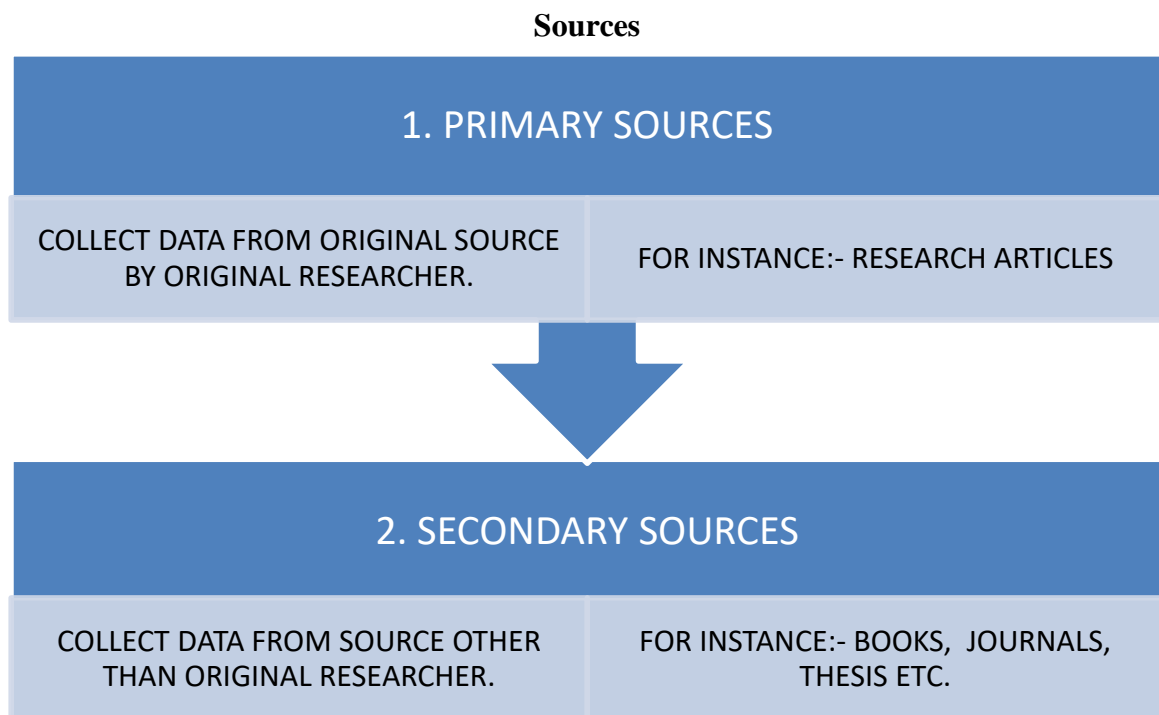 Sources
1. PRIMARY SOURCES
COLLECT DATA FROM ORIGINAL SOURCE
BY ORIGINAL RESEARCHER.
FOR INSTANCE:- RESEARCH ARTICLES
2. SECONDARY SOURCES
COLLECT DATA FROM SOURCE OTHER
THAN ORIGINAL RESEARCHER.
FOR INSTANCE:- BOOKS, JOURNALS,
THESIS ETC.